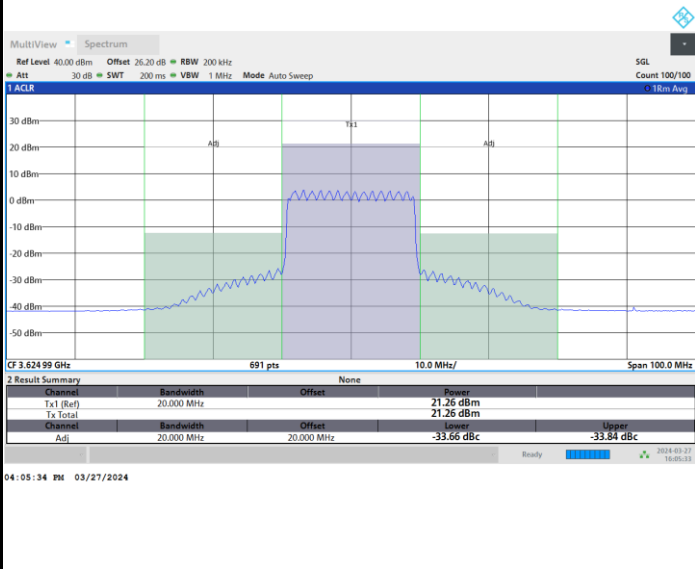 MultiView Spectrum
Ref Level 40.00 dBm Offset 26.20 dB RBW 200 kHz SGL
Att 30 dB SWT 200 ms VBW 1 MHz Mode Auto Sweep Count 100/100
1 ACLR 1Rm Avg
30 dBm
Tx1
20 dBm Adj Adj
10 dBm
0 dBm
-10 dBm
-20 dBm
-30 dBm
-40 dBm
-50 dBm
CF 3.624 99 GHz 691 pts 10.0 MHz/ Span 100.0 MHz
2 Result Summary None
Channel Bandwidth Offset Power
Tx1 (Ref) 20.000 MHz 21.26 dBm
Tx Total 21.26 dBm
Channel Bandwidth Offset Lower Upper
Adj 20.000 MHz 20.000 MHz -33.66 dBc -33.84 dBc
Ready 2024-03-27
16:05:33
04:05:34 PM 03/27/2024